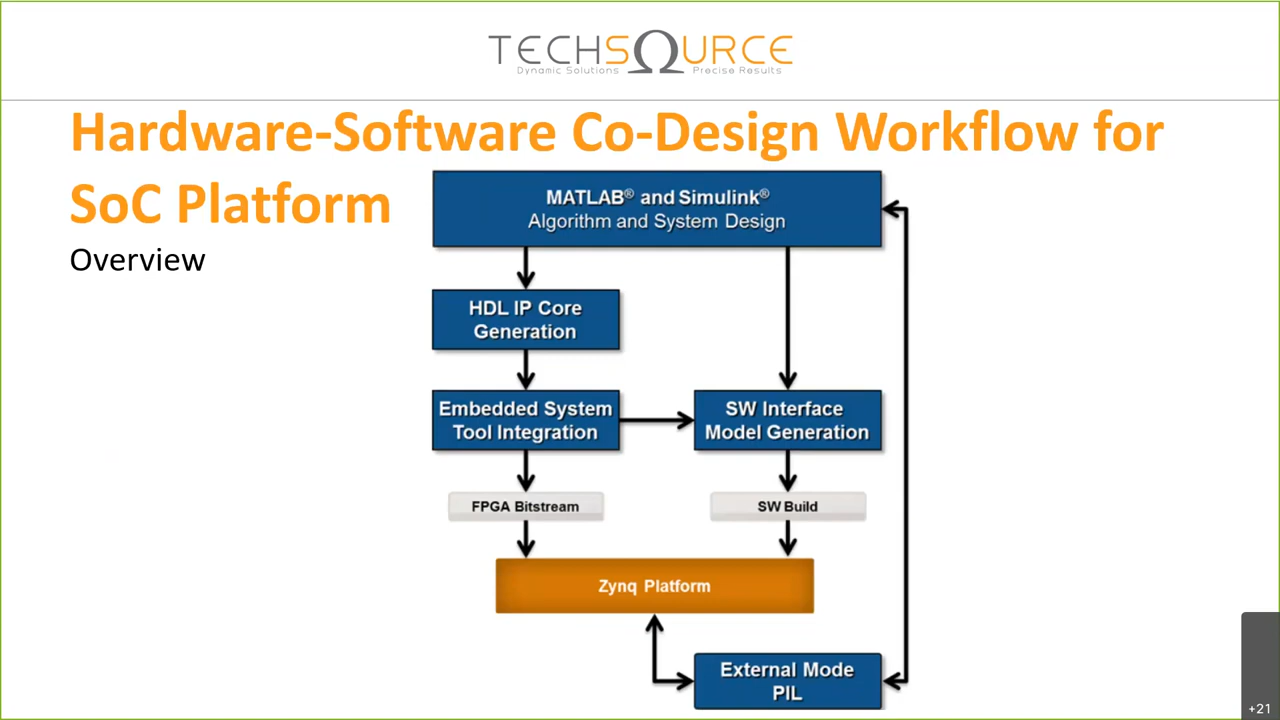 TECHSOURCE
Dynamic Solutions Precise Results
Hardware-Software Co-Design Workflow for
SoC Platform
Overview
MATLAB® and Simulink®
Algorithm and System Design
HDL IP Core
Generation
Embedded System
Tool Integration
SW Interface
Model Generation
FPGA Bitstream
SW Build
Zynq Platform
External Mode
PIL
+21